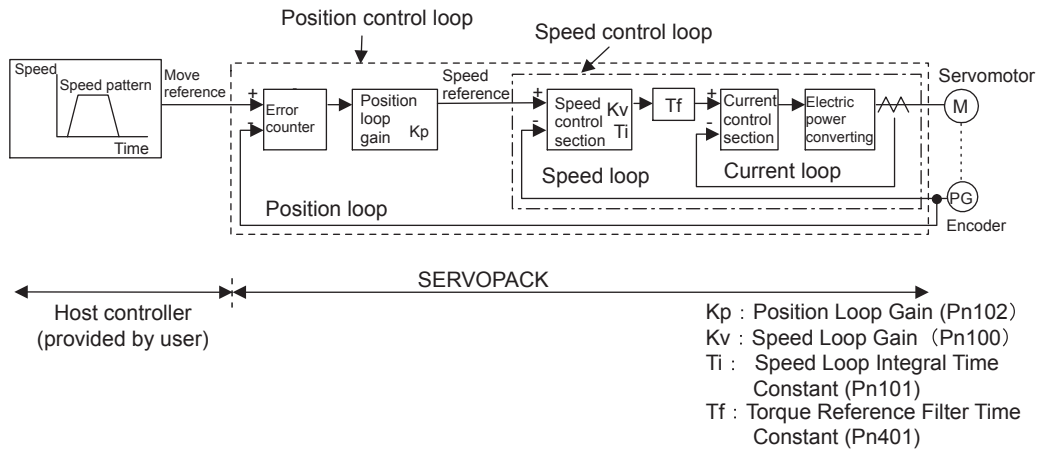 Position control loop
Speed control loop
Speed
Speed pattern
Time
Move
reference
+
-
Error
counter
Position
loop
gain Kp
Speed
reference
+
-
Speed
control
section
Kv
Ti
Tf
+
-
Current
control
section
Electric
power
converting
Servomotor
M
Speed loop
Current loop
Position loop
PG
Encoder
SERVOPACK
Host controller
(provided by user)
Kp : Position Loop Gain (Pn102)
Kv : Speed Loop Gain (Pn100)
Ti : Speed Loop Integral Time
Constant (Pn101)
Tf : Torque Reference Filter Time
Constant (Pn401)